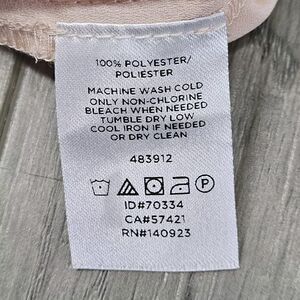 100% POLYESTER/
POLIÉSTER
MACHINE WASH COLD
ONLY NON-CHLORINE
BLEACH WHEN NEEDED
TUMBLE DRY LOW
COOL IRON IF NEEDED
OR DRY CLEAN
483912
P
ID#70334
CA#57421
RN#140923